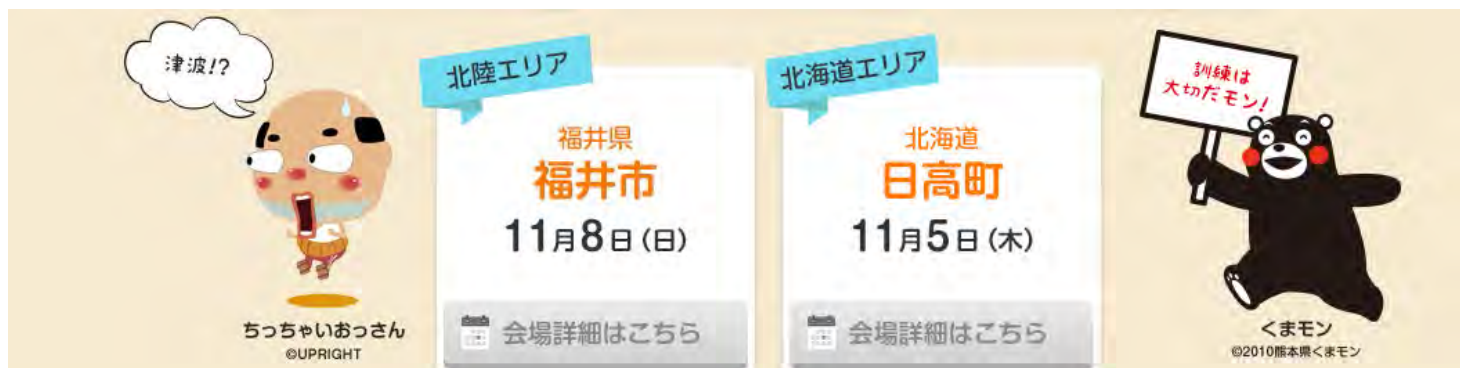 津波!?
ちっちゃいおっさん
©UPRIGHT
北陸エリア
福井県
福井市
11月8日(日)
会場詳細はこちら
北海道エリア
北海道
日高町
11月5日(木)
会場詳細はこちら
訓練は
大切だモン!
くまモン
©2010熊本県くまモン